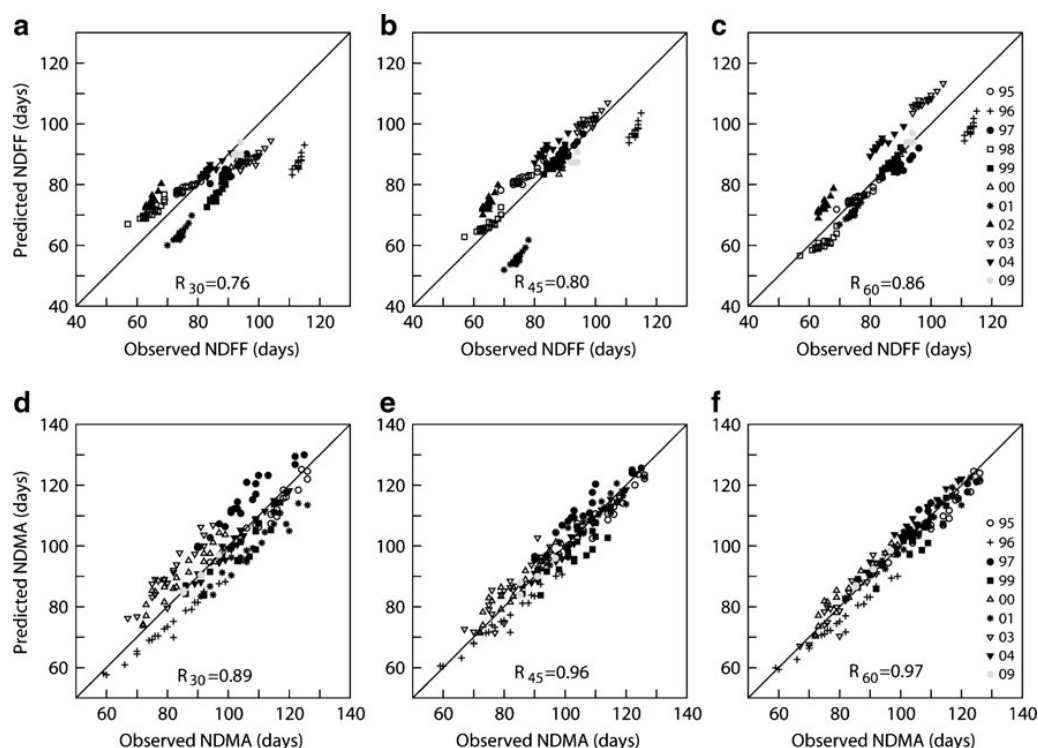 a
b
c
Predicted NDFF (days)
120
100
80
60
40
R30=0.76
40 60 80 100 120
Observed NDFF (days)
120
100
80
60
40
R45=0.80
40 60 80 100 120
Observed NDFF (days)
120
100
80
60
40
R60=0.86
40 60 80 100 120
Observed NDFF (days)
95
96
97
98
99
00
01
02
03
04
09
d
e
f
Predicted NDMA (days)
140
120
100
80
60
R30=0.89
60 80 100 120 140
Observed NDMA (days)
140
120
100
80
60
R45=0.96
60 80 100 120 140
Observed NDMA (days)
140
120
100
80
60
R60=0.97
60 80 100 120 140
Observed NDMA (days)
95
96
97
99
00
01
03
04
09